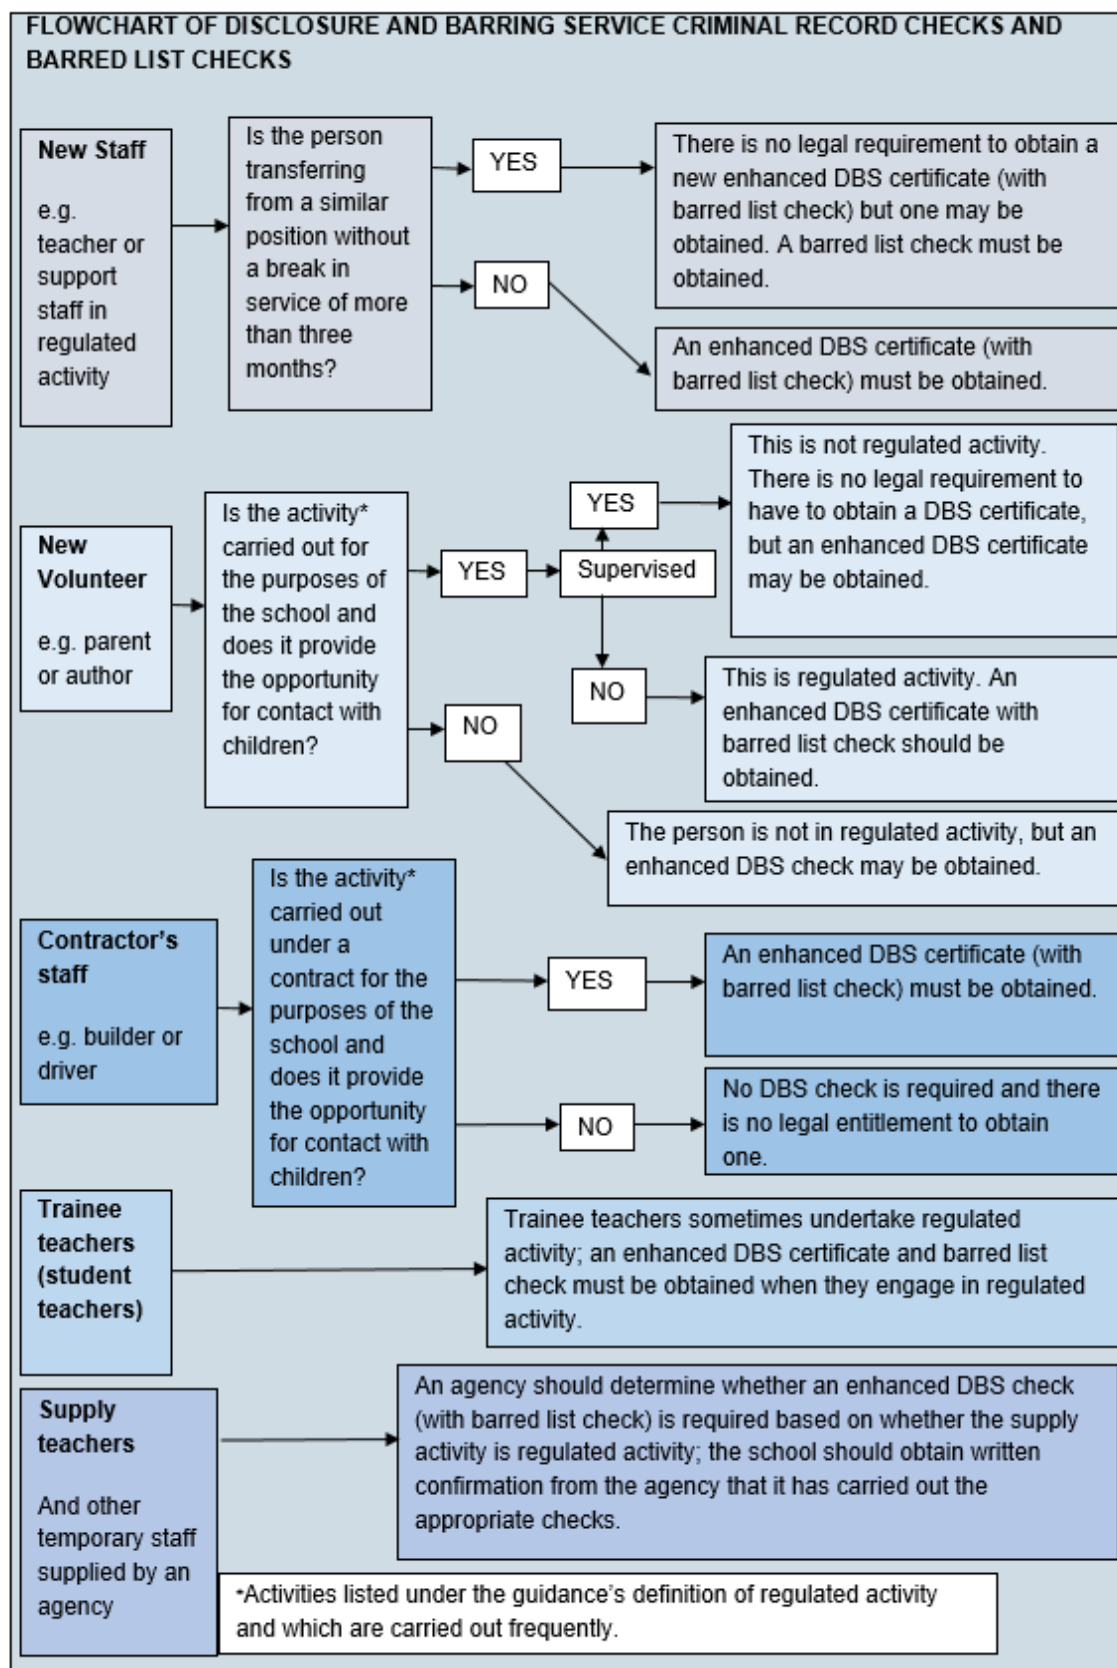 FLOWCHART OF DISCLOSURE AND BARRING SERVICE CRIMINAL RECORD CHECKS AND
BARRED LIST CHECKS
New Staff
e.g.
teacher or
support
staff in
regulated
activity
Is the person
transferring
from a similar
position without
a break in
service of more
than three
months?
YES
There is no legal requirement to obtain a
new enhanced DBS certificate (with
barred list check) but one may be
obtained. A barred list check must be
obtained.
NO
An enhanced DBS certificate (with
barred list check) must be obtained.
New
Volunteer
e.g. parent
or author
Is the activity*
carried out for
the purposes of
the school and
does it provide
the opportunity
for contact with
children?
YES
Supervised
YES
This is not regulated activity.
There is no legal requirement to
have to obtain a DBS certificate,
but an enhanced DBS certificate
may be obtained.
NO
This is regulated activity. An
enhanced DBS certificate with
barred list check should be
obtained.
NO
The person is not in regulated activity, but an
enhanced DBS check may be obtained.
Contractor's
staff
e.g. builder or
driver
Is the activity*
carried out
under a
contract for the
purposes of the
school and
does it provide
the opportunity
for contact with
children?
YES
An enhanced DBS certificate (with
barred list check) must be obtained.
NO
No DBS check is required and there
is no legal entitlement to obtain
one.
Trainee
teachers
(student
teachers)
Trainee teachers sometimes undertake regulated
activity; an enhanced DBS certificate and barred list
check must be obtained when they engage in regulated
activity.
Supply
teachers
And other
temporary staff
supplied by an
agency
An agency should determine whether an enhanced DBS check
(with barred list check) is required based on whether the supply
activity is regulated activity; the school should obtain written
confirmation from the agency that it has carried out the
appropriate checks.
*Activities listed under the guidance's definition of regulated activity
and which are carried out frequently.